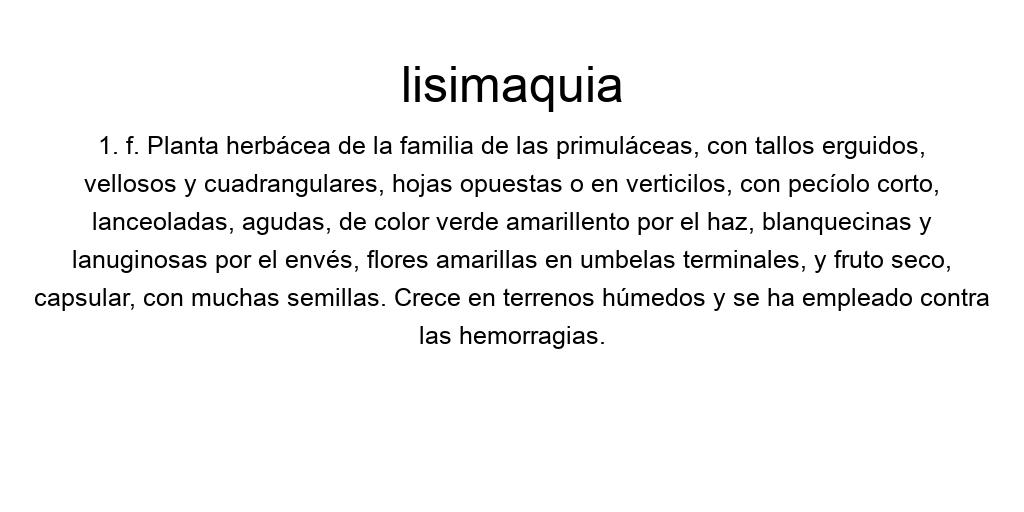 lisimaquia
1. f. Planta herbácea de la familia de las primuláceas, con tallos erguidos,
vellosos y cuadrangulares, hojas opuestas o en verticilos, con pecíolo corto,
lanceoladas, agudas, de color verde amarillento por el haz, blanquecinas y
lanuginosas por el envés, flores amarillas en umbelas terminales, y fruto seco,
capsular, con muchas semillas. Crece en terrenos húmedos y se ha empleado contra
las hemorragias.